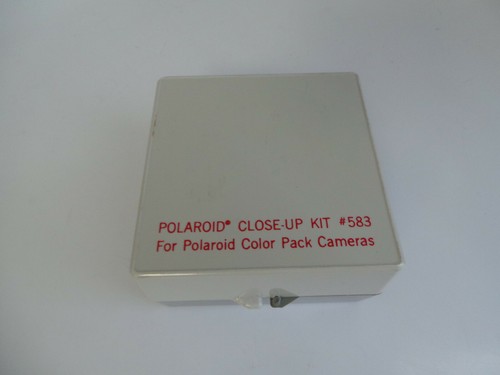 POLAROID® CLOSE-UP KIT #583
For Polaroid Color Pack Cameras